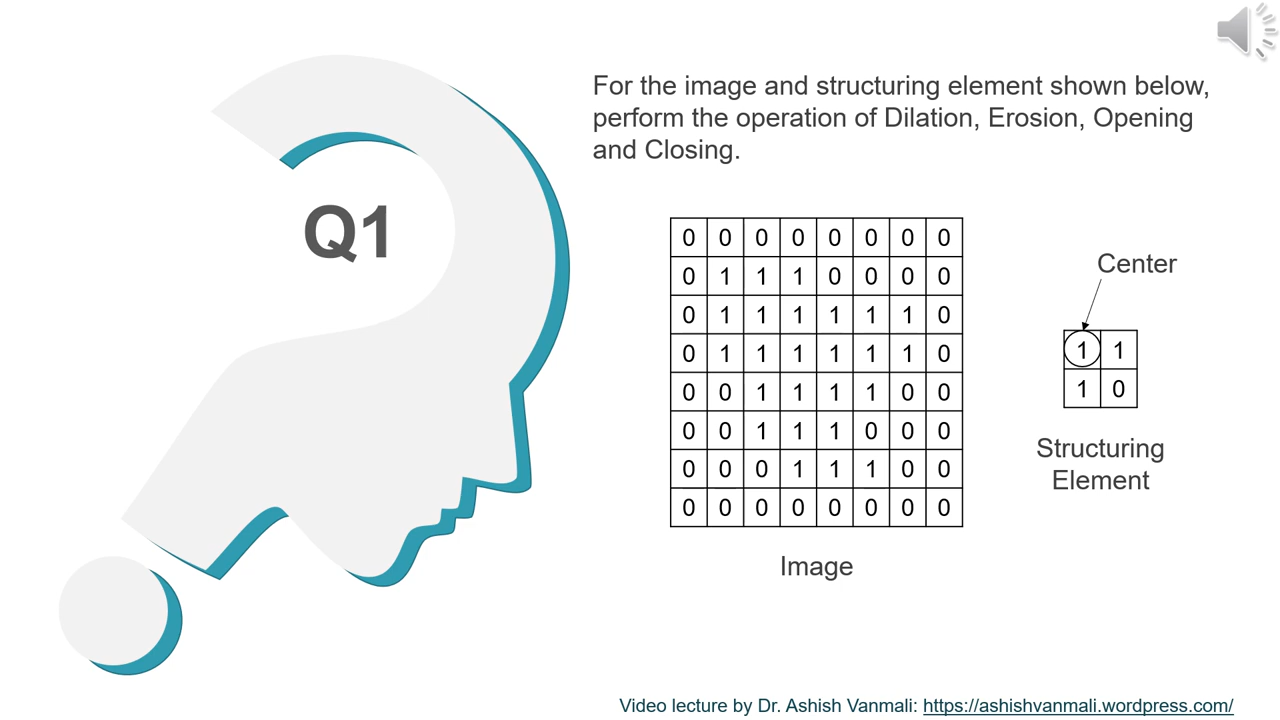 For the image and structuring element shown below,
perform the operation of Dilation, Erosion, Opening
and Closing.
Q1
0 0 0 0 0 0 0 0
0 1 1 1 0 0 0 0
0 1 1 1 1 1 1 0
0 1 1 1 1 1 1 0
0 0 1 1 1 1 0 0
0 0 1 1 1 0 0 0
0 0 0 1 1 1 0 0
0 0 0 0 0 0 0 0
Image
Center
1 1
1 0
Structuring
Element
Video lecture by Dr. Ashish Vanmali: https://ashishvanmali.wordpress.com/